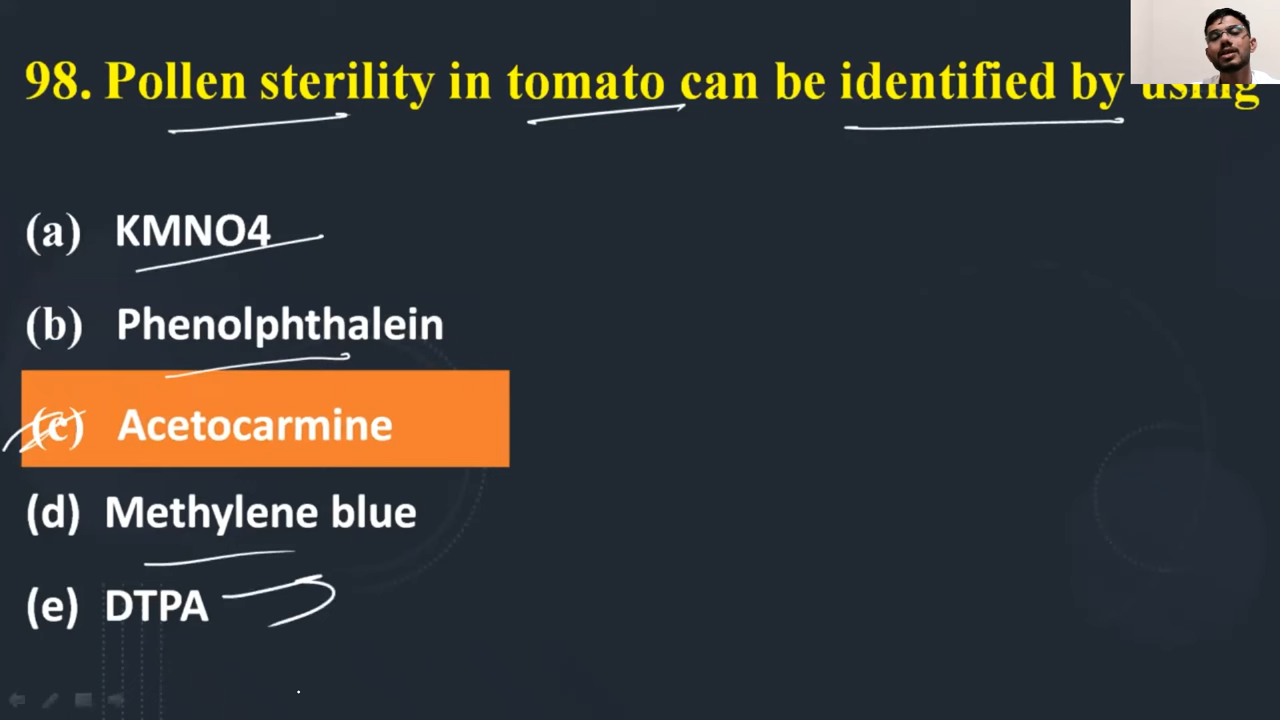 98. Pollen sterility in tomato can be identified by using
(a) KMNO4
(b) Phenolphthalein
(c) Acetocarmine
(d) Methylene blue
(e) DTPA